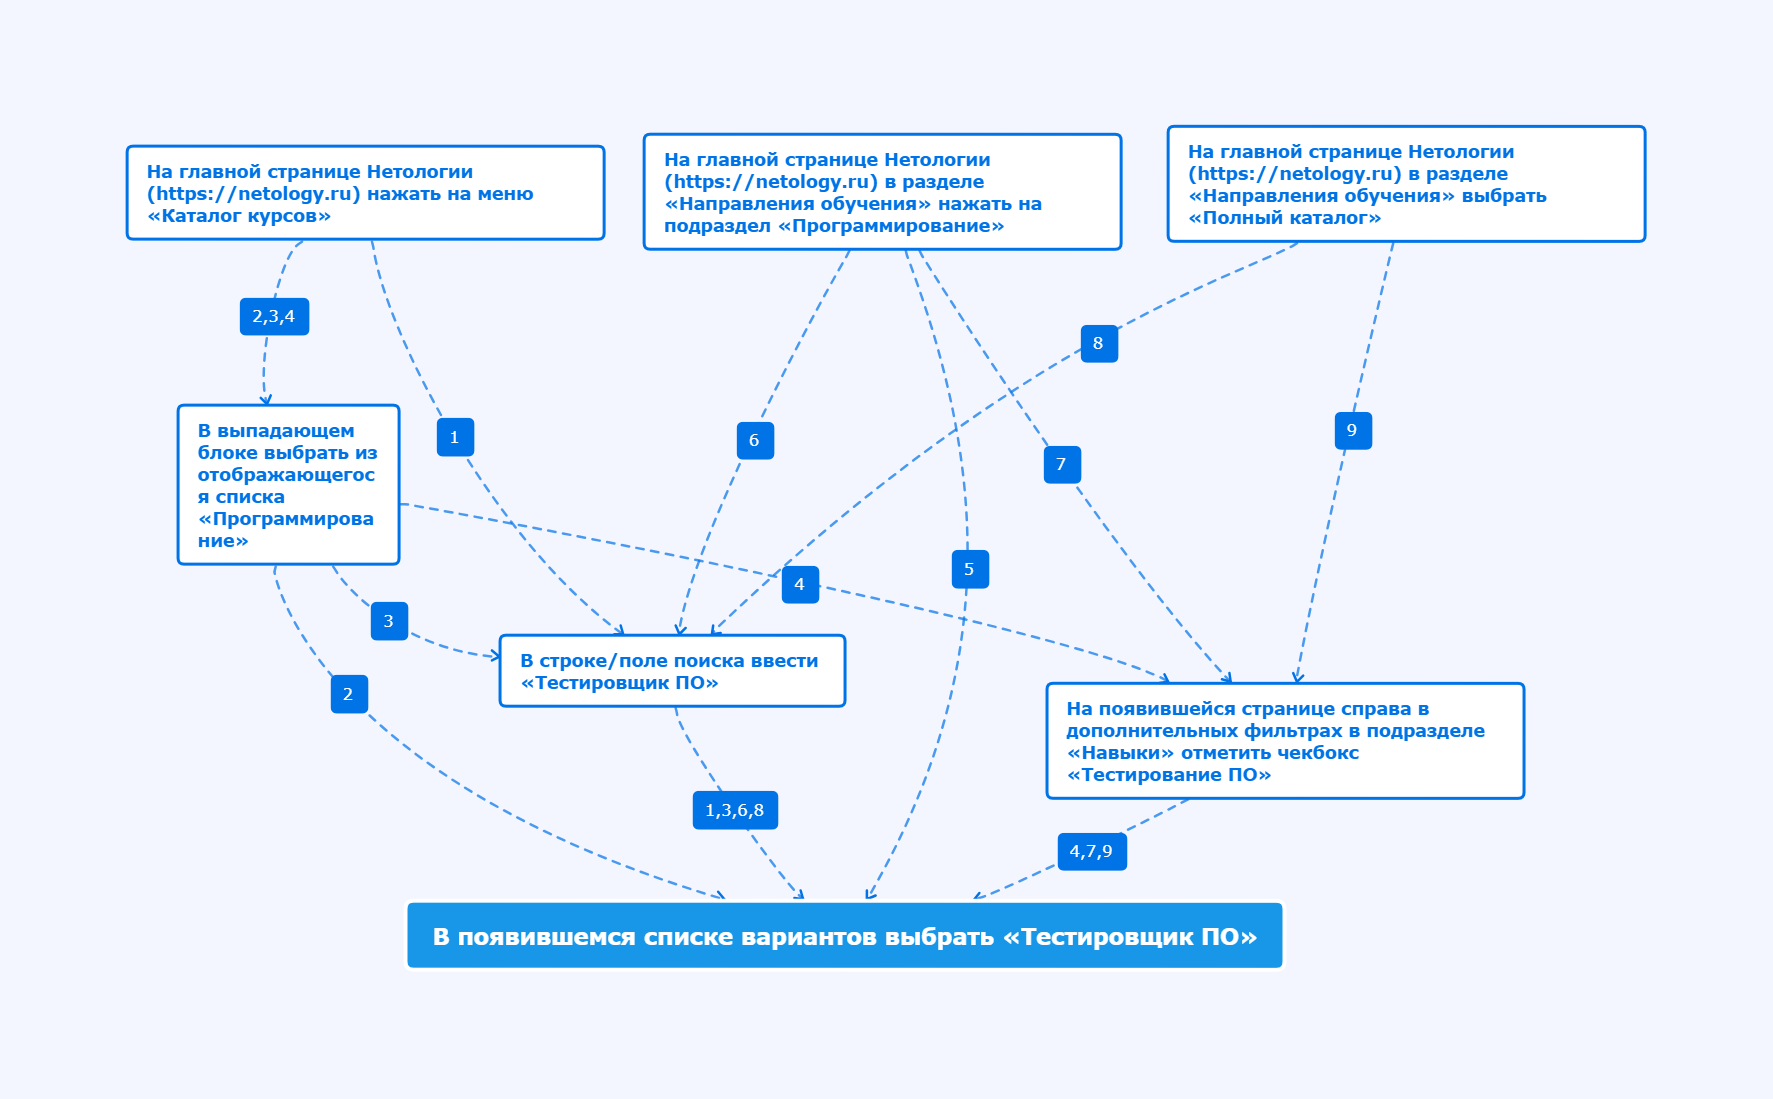 На главной странице Нетологии
(https://netology.ru) нажать на меню
«Каталог курсов»
На главной странице Нетологии
(https://netology.ru) в разделе
«Направления обучения» нажать на
подраздел «Программирование»
На главной странице Нетологии
(https://netology.ru) в разделе
«Направления обучения» выбрать
«Полный каталог»
2,3,4
8
9
1
6
7
В выпадающем
блоке выбрать из
отображающегос
я списка
«Программирова
ние»
5
4
3
2
В строке/поле поиска ввести
«Тестировщик ПО»
На появившейся странице справа в
дополнительных фильтрах в подразделе
«Навыки» отметить чекбокс
«Тестирование ПО»
1,3,6,8
4,7,9
В появившемся списке вариантов выбрать «Тестировщик ПО»